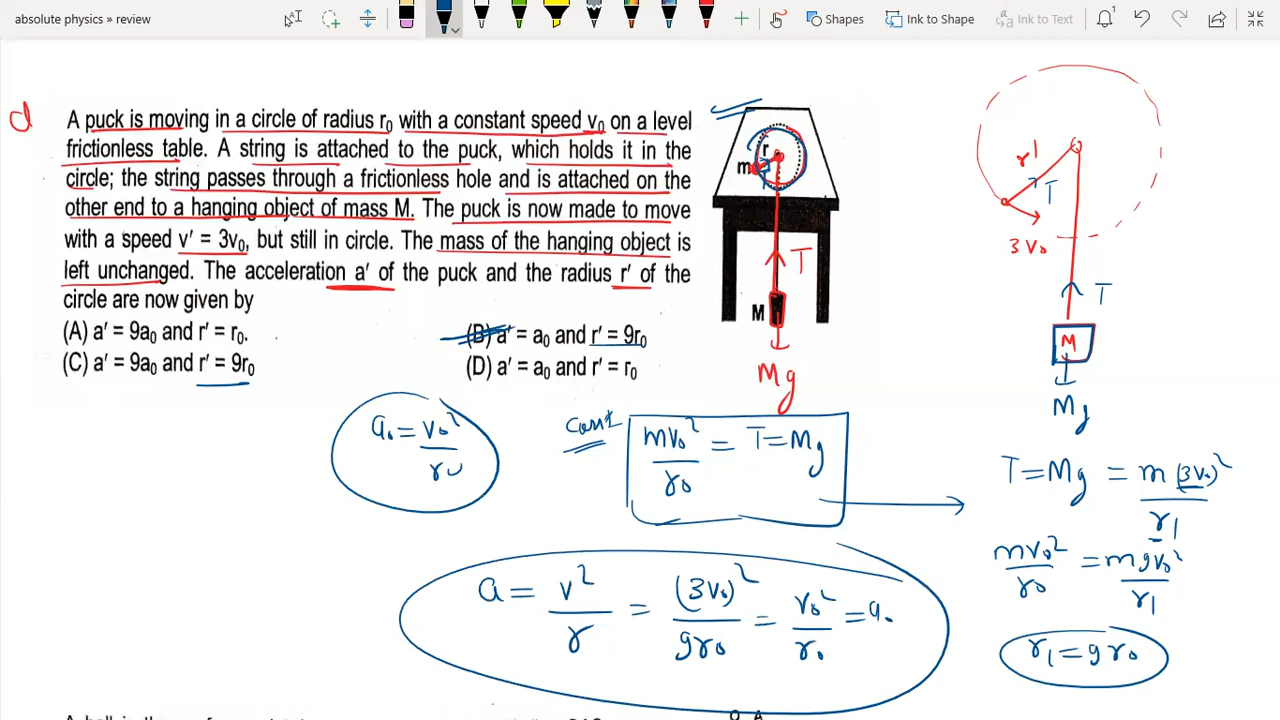 absolute physics » review
Shapes
Ink to Shape
Ink to Text
d
A puck is moving in a circle of radius r₀ with a constant speed v₀ on a level
frictionless table. A string is attached to the puck, which holds it in the
circle; the string passes through a frictionless hole and is attached on the
other end to a hanging object of mass M. The puck is now made to move
with a speed v′ = 3v₀, but still in circle. The mass of the hanging object is
left unchanged. The acceleration a′ of the puck and the radius r′ of the
circle are now given by
(A) a′ = 9a₀ and r′ = r₀.
(B) a′ = a₀ and r′ = 9r₀
(C) a′ = 9a₀ and r′ = 9r₀
(D) a′ = a₀ and r′ = r₀
r
m
T
T
M
Mg
r′
T
3v₀
T
M
Mg
a₀ = v₀²/r₀
const
mv₀²/r₀ = T = Mg
T = Mg = m(3v₀)²/r₁
mv₀²/r₀ = m9v₀²/r₁
r₁ = 9r₀
a = v²/r = (3v₀)²/9r₀ = v₀²/r₀ = a₀